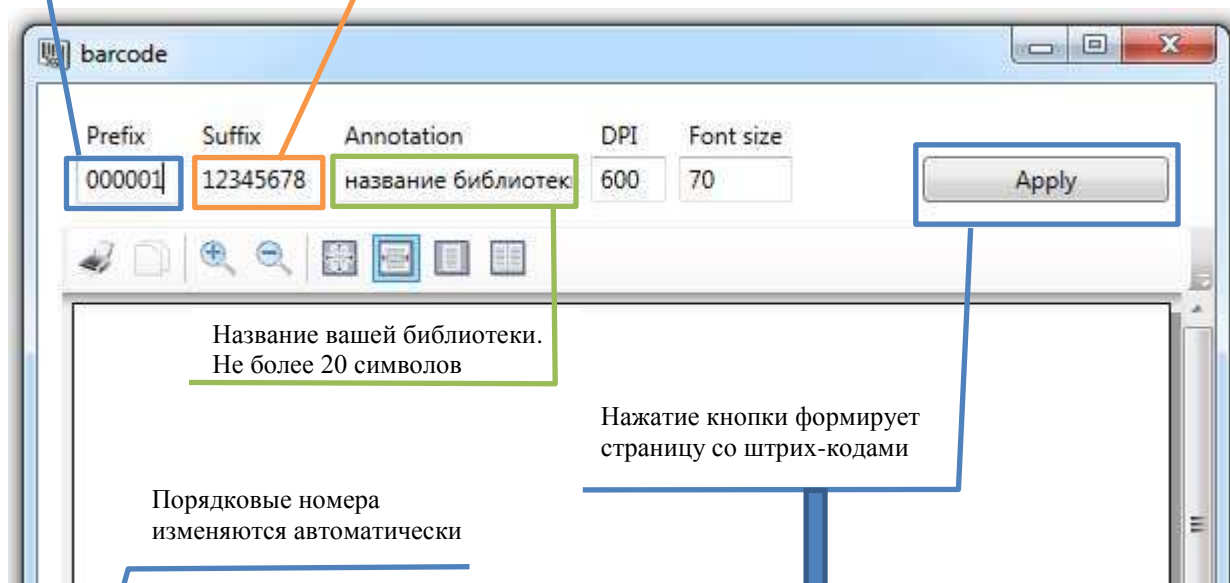 barcode
Prefix Suffix Annotation DPI Font size
000001 12345678 название библиотек 600 70 Apply
Название вашей библиотеки.
Не более 20 символов
Нажатие кнопки формирует
страницу со штрих-кодами
Порядковые номера
изменяются автоматически